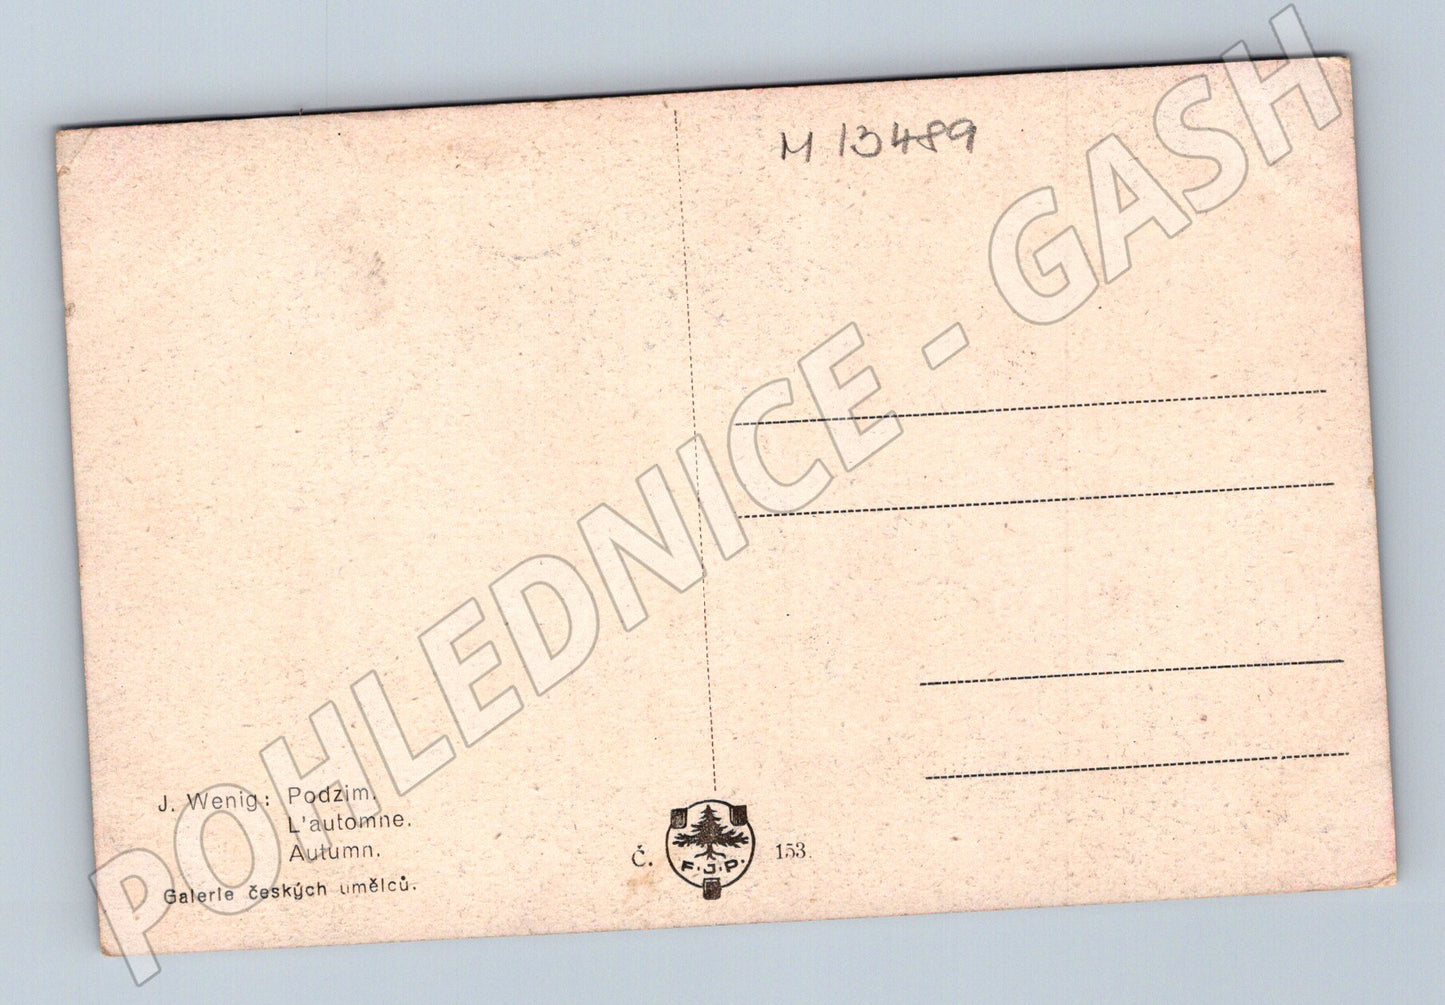 M 13489
POHLEDNICE - GASH
J. Wenig: Podzim.
L'automne.
Autumn.
Galerie českých umělců.
Č. F.J.P. 153.